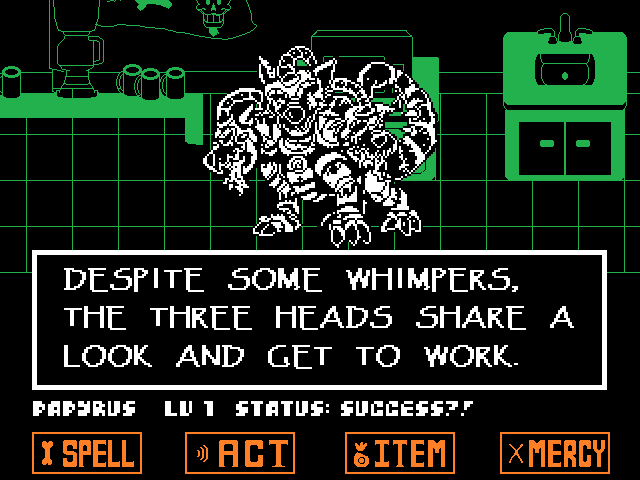 DESPITE SOME WHIMPERS,
THE THREE HEADS SHARE A
LOOK AND GET TO WORK.
PAPYRUS LV 1 STATUS: SUCCESS?!
SPELL ACT ITEM MERCY